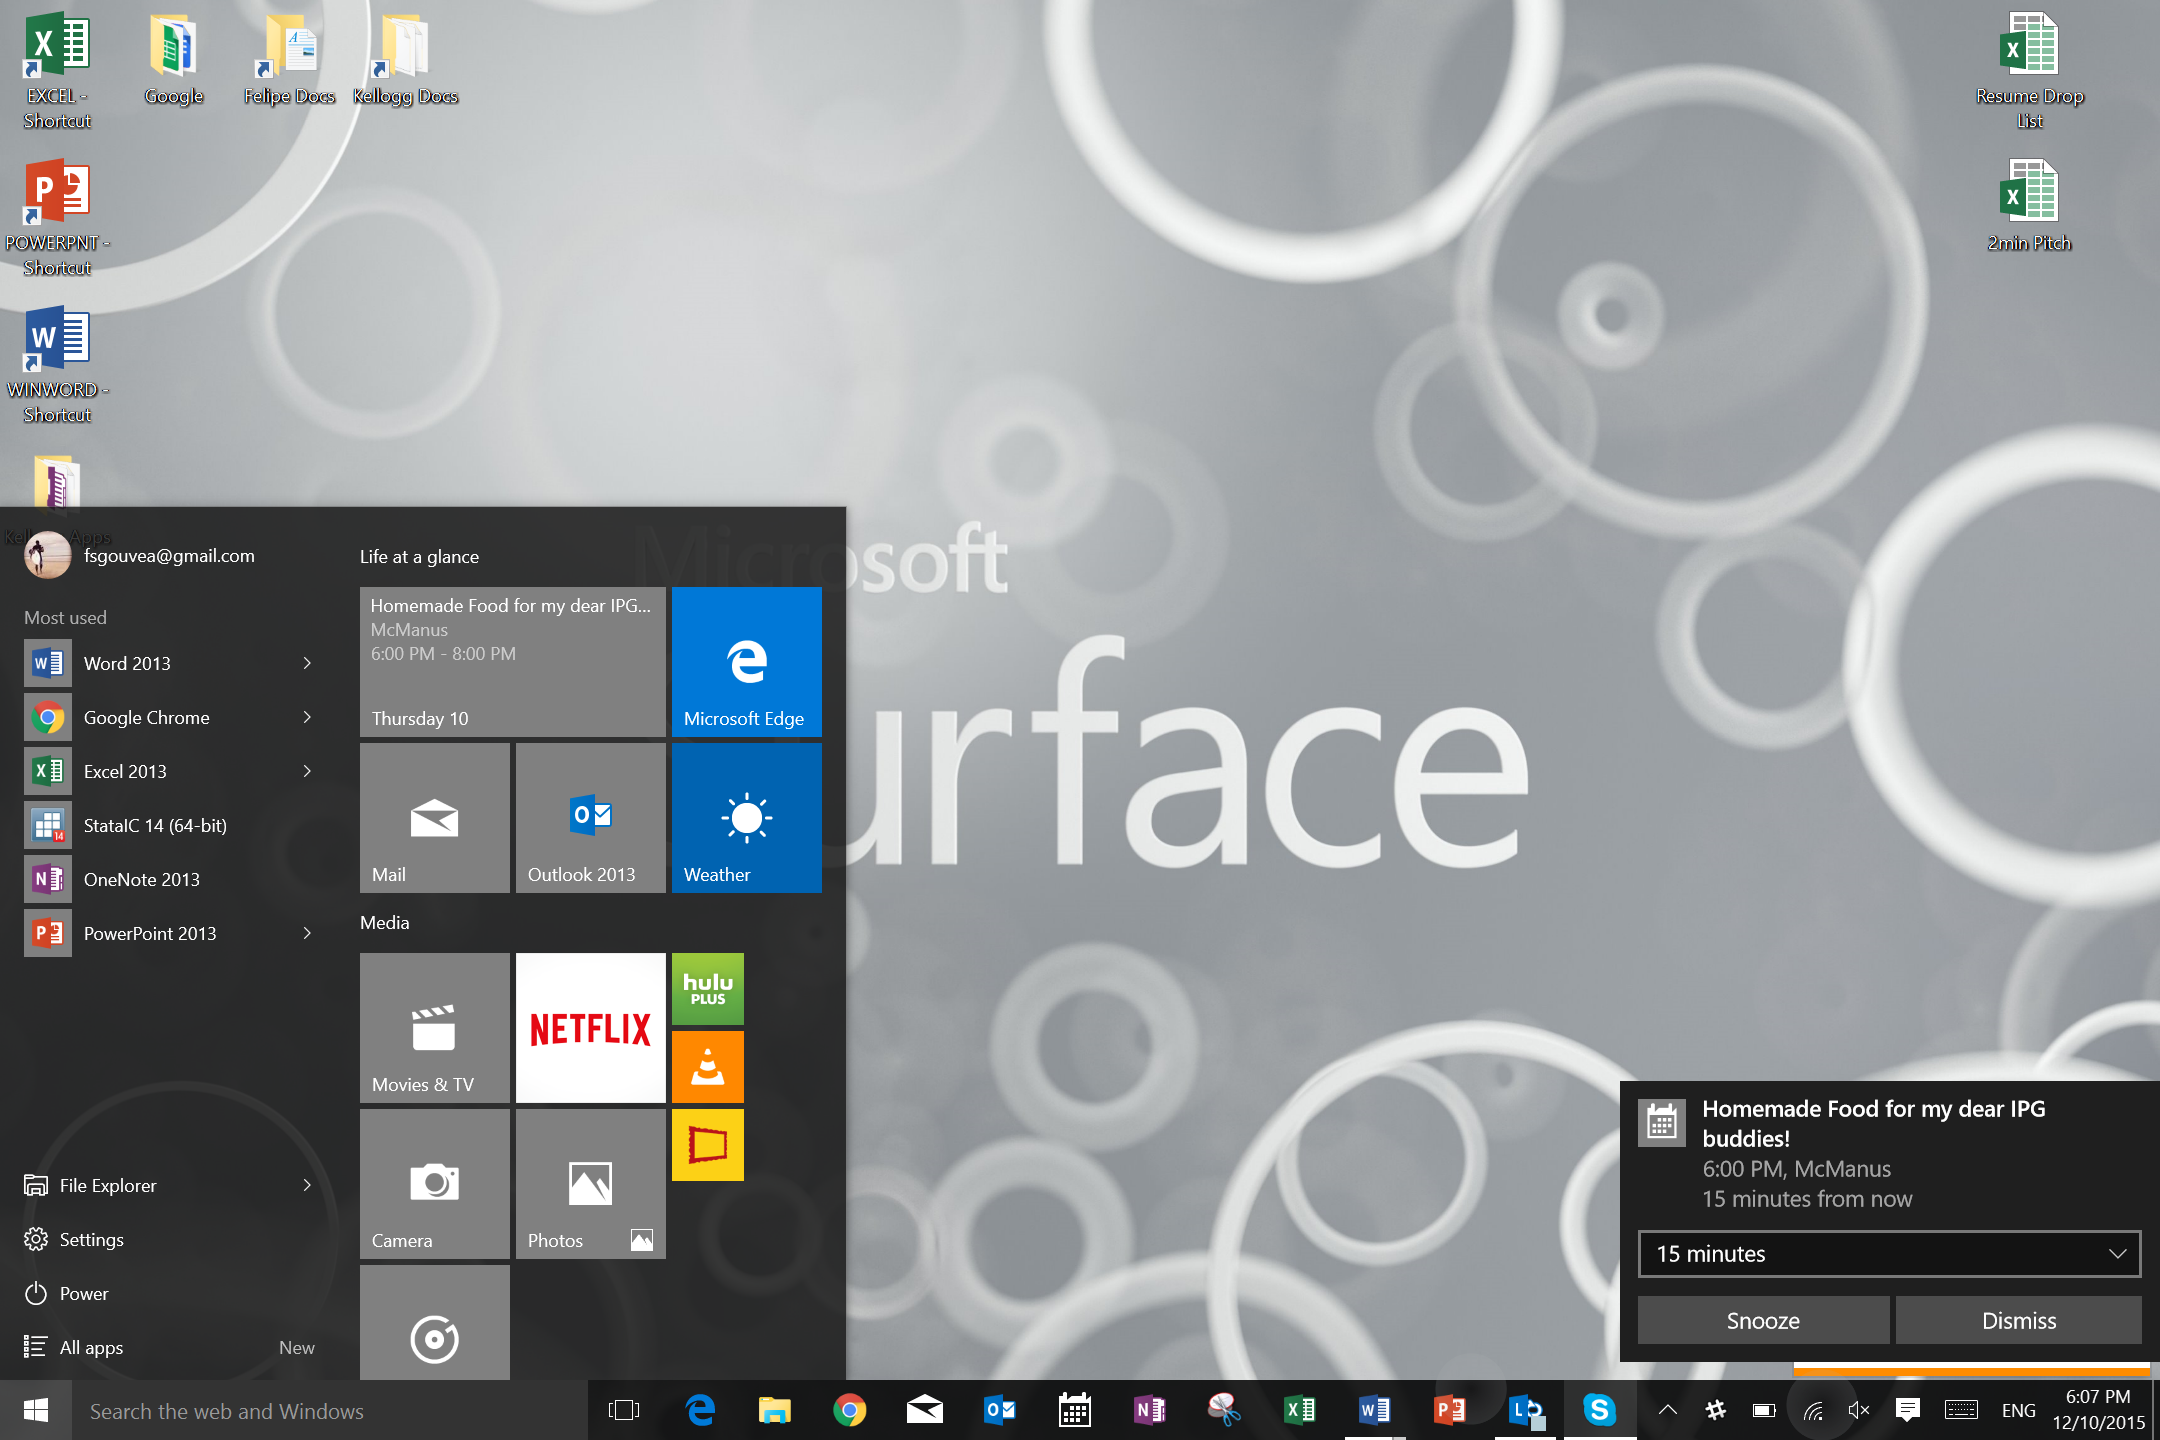 EXCEL -
Shortcut
Google
Felipe Docs
Kellogg Docs
Resume Drop
List
POWERPNT -
Shortcut
2min Pitch
WINWORD -
Shortcut
Apps
Microsoft
urface
fsgouvea@gmail.com
Most used
Word 2013
Google Chrome
Excel 2013
StataIC 14 (64-bit)
14
OneNote 2013
PowerPoint 2013
File Explorer
Settings
Power
All apps
New
Life at a glance
Homemade Food for my dear IPG...
McManus
6:00 PM - 8:00 PM
Thursday 10
Microsoft Edge
Mail
Outlook 2013
Weather
Media
Movies & TV
NETFLIX
hulu
PLUS
Camera
Photos
Homemade Food for my dear IPG
buddies!
6:00 PM, McManus
15 minutes from now
15 minutes
Snooze
Dismiss
Search the web and Windows
ENG
6:07 PM
12/10/2015